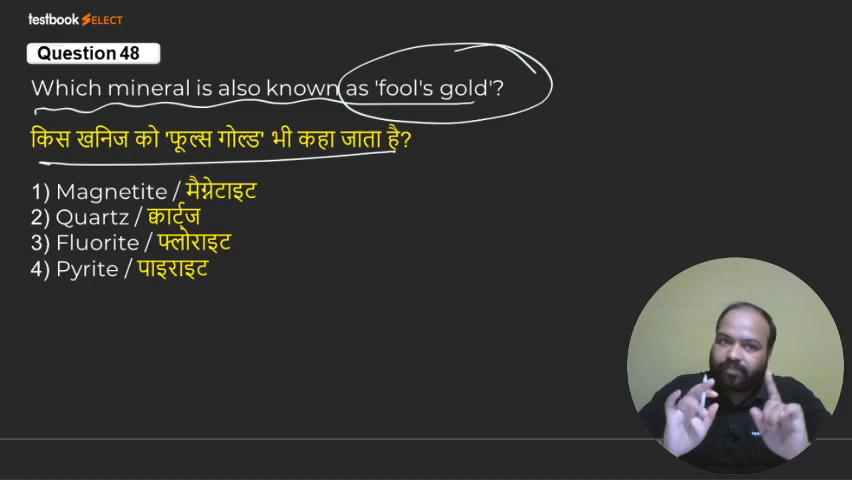 testbook SELECT
Question 48
Which mineral is also known as 'fool's gold'?
किस खनिज को 'फूल्स गोल्ड' भी कहा जाता है?
1) Magnetite / मैग्नेटाइट
2) Quartz / क्वार्ट्ज
3) Fluorite / फ्लोराइट
4) Pyrite / पाइराइट